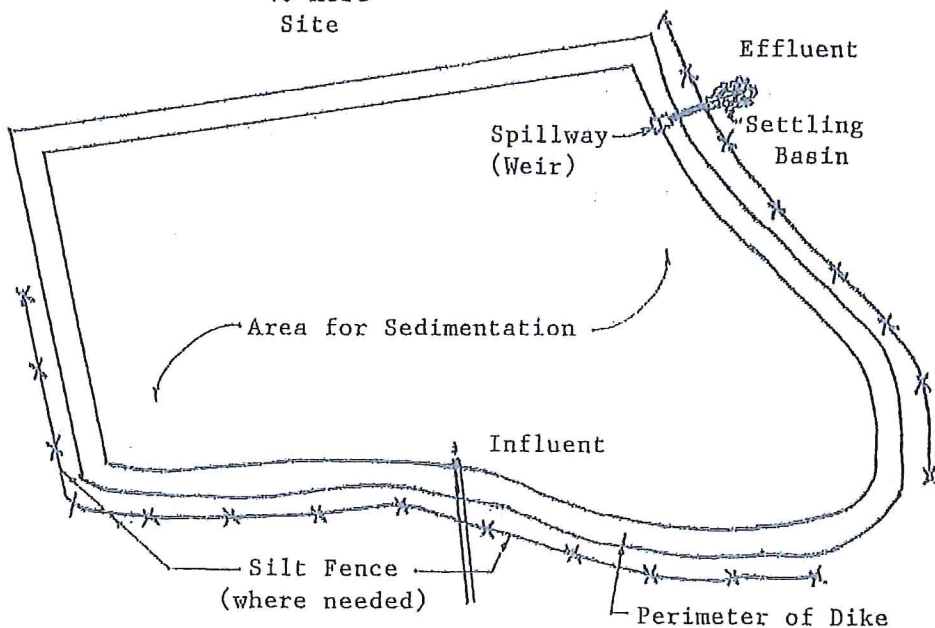 Site
Effluent
Spillway
(Weir)
Settling
Basin
Area for Sedimentation
Influent
Silt Fence
(where needed)
Perimeter of Dike